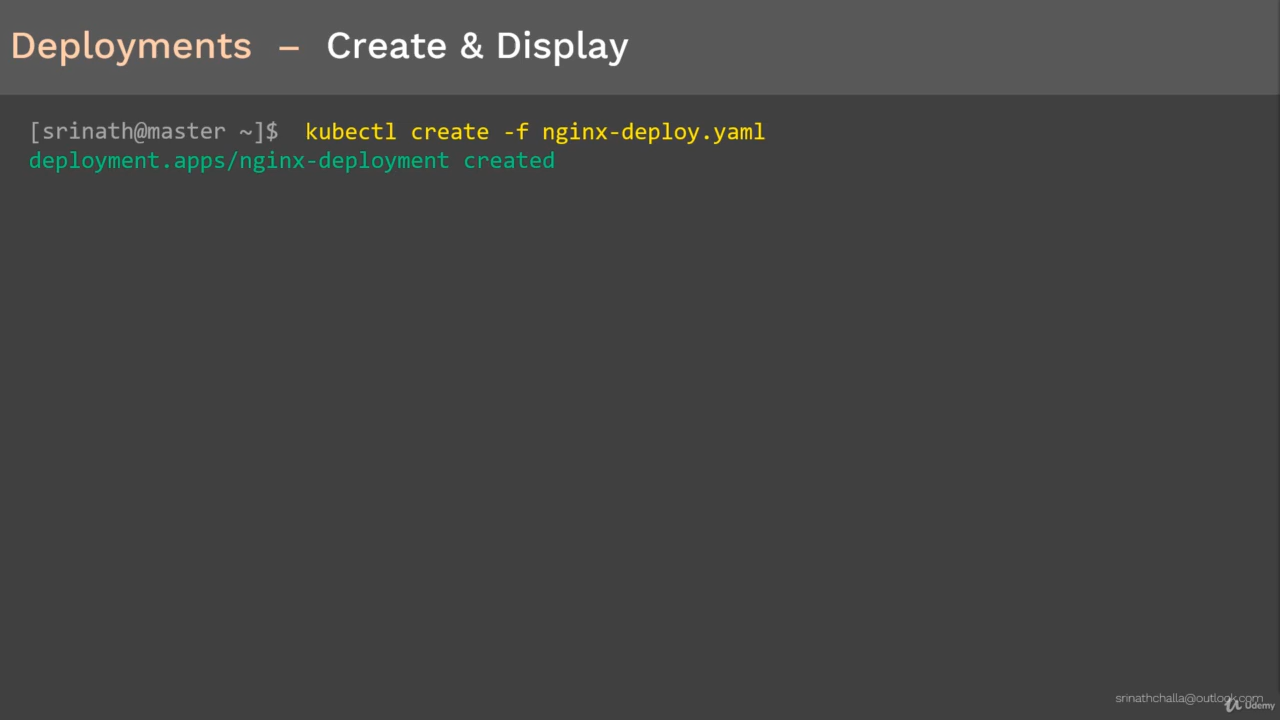 Deployments – Create & Display
[srinath@master ~]$ kubectl create -f nginx-deploy.yaml
deployment.apps/nginx-deployment created
srinathchalla@outlook.com
Udemy